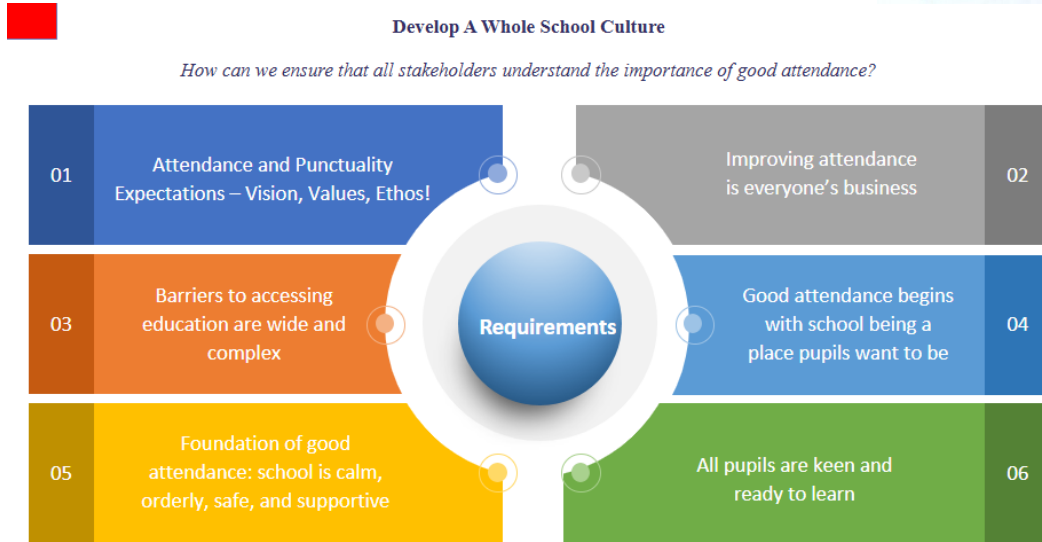 Develop A Whole School Culture
How can we ensure that all stakeholders understand the importance of good attendance?
01
Attendance and Punctuality
Expectations – Vision, Values, Ethos!
Improving attendance
is everyone's business
02
03
Barriers to accessing
education are wide and
complex
Requirements
Good attendance begins
with school being a
place pupils want to be
04
05
Foundation of good
attendance: school is calm,
orderly, safe, and supportive
All pupils are keen and
ready to learn
06